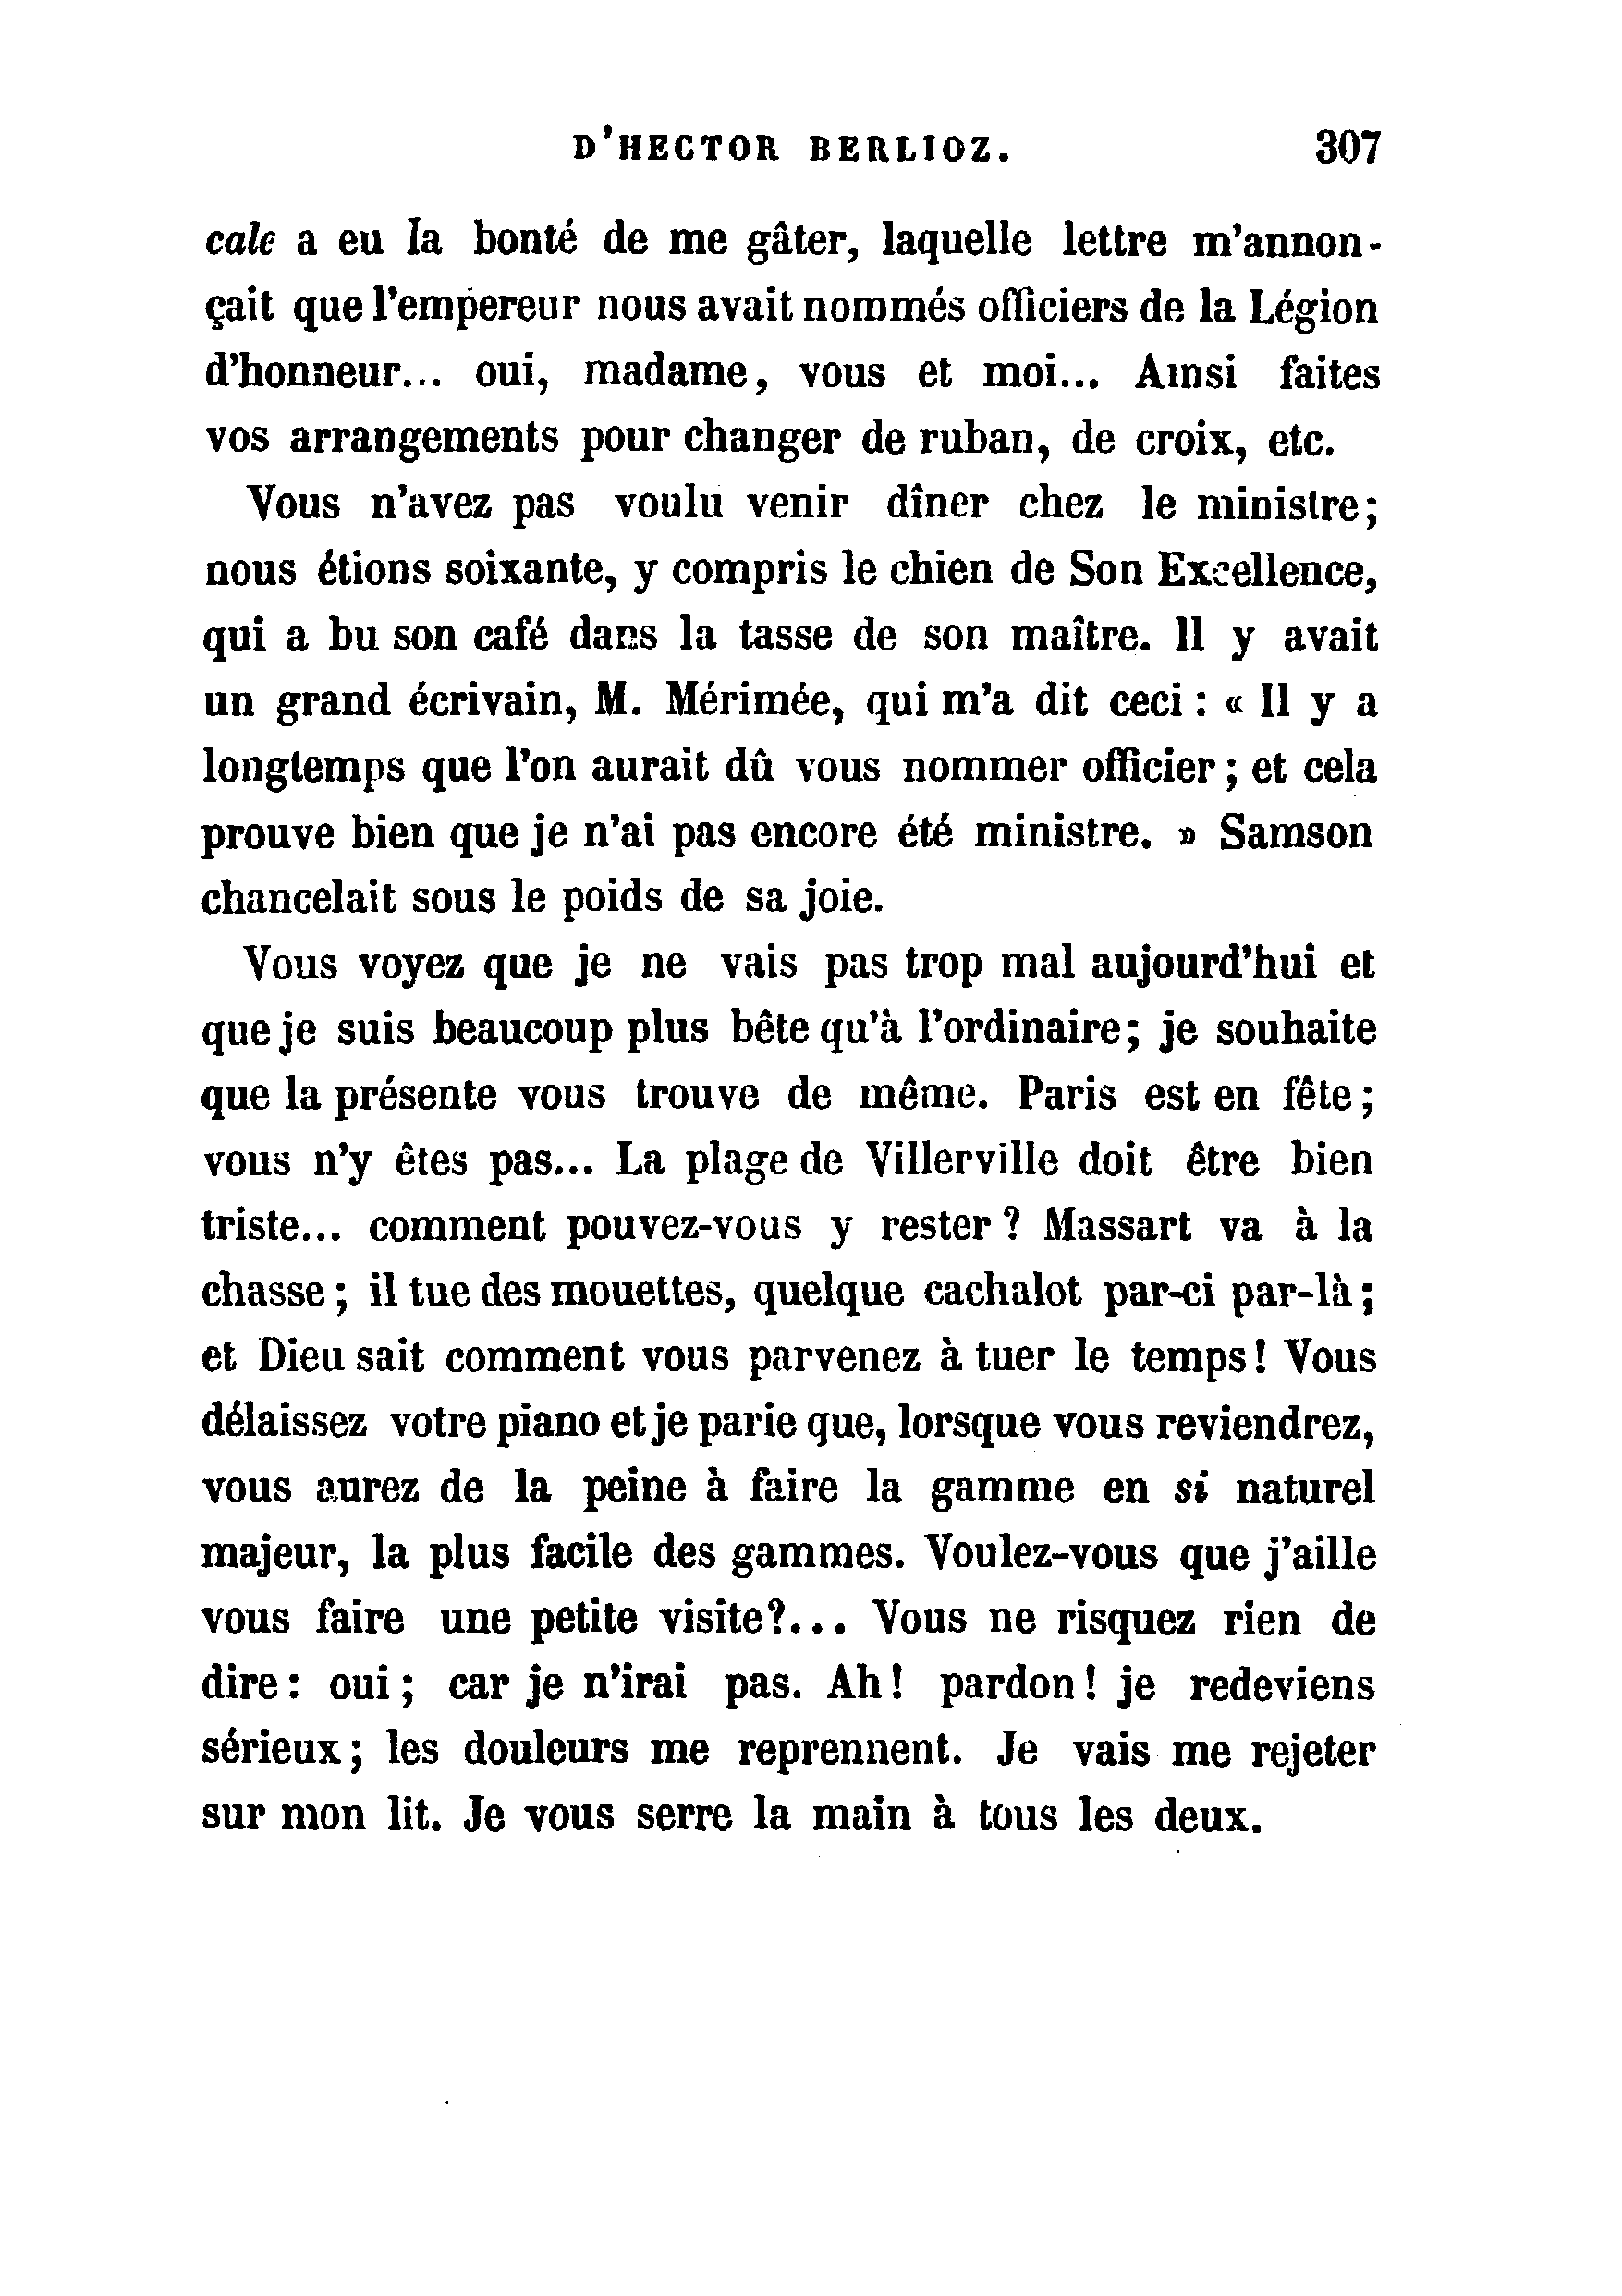 D'HECTOR BERLIOZ. 307
cale a eu la bonté de me gâter, laquelle lettre m'annon-
çait que l'empereur nous avait nommés officiers de la Légion
d'honneur... oui, madame, vous et moi... Ainsi faites
vos arrangements pour changer de ruban, de croix, etc.
Vous n'avez pas voulu venir dîner chez le ministre;
nous étions soixante, y compris le chien de Son Excellence,
qui a bu son café dans la tasse de son maître. Il y avait
un grand écrivain, M. Mérimée, qui m'a dit ceci : « Il y a
longtemps que l'on aurait dû vous nommer officier ; et cela
prouve bien que je n'ai pas encore été ministre. » Samson
chancelait sous le poids de sa joie.
Vous voyez que je ne vais pas trop mal aujourd'hui et
que je suis beaucoup plus bête qu'à l'ordinaire; je souhaite
que la présente vous trouve de même. Paris est en fête ;
vous n'y êtes pas... La plage de Villerville doit être bien
triste... comment pouvez-vous y rester ? Massart va à la
chasse ; il tue des mouettes, quelque cachalot par-ci par-là ;
et Dieu sait comment vous parvenez à tuer le temps! Vous
délaissez votre piano et je parie que, lorsque vous reviendrez,
vous aurez de la peine à faire la gamme en si naturel
majeur, la plus facile des gammes. Voulez-vous que j'aille
vous faire une petite visite?... Vous ne risquez rien de
dire : oui ; car je n'irai pas. Ah ! pardon ! je redeviens
sérieux ; les douleurs me reprennent. Je vais me rejeter
sur mon lit. Je vous serre la main à tous les deux.